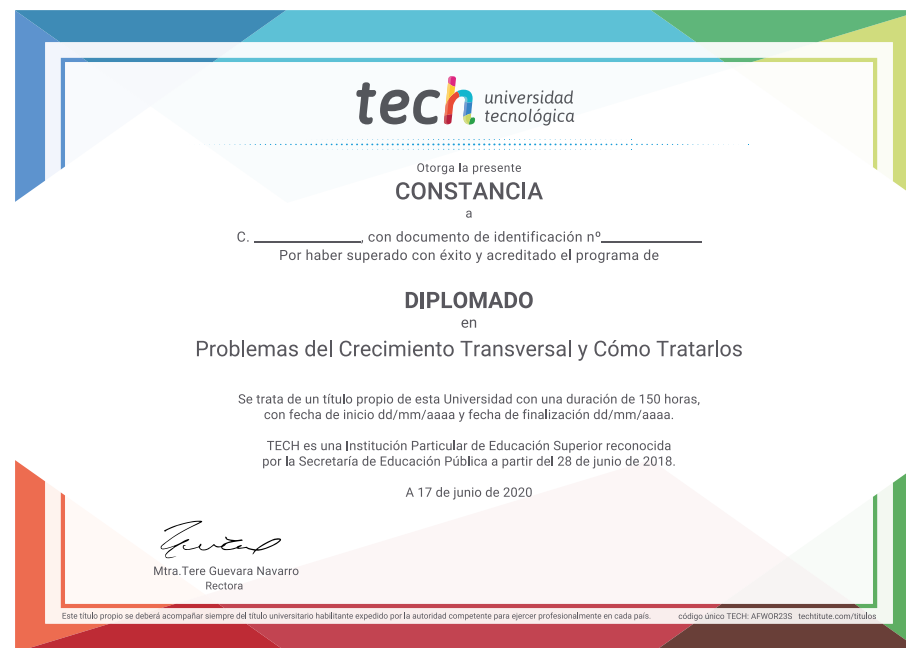 tech universidad
tecnológica
Otorga la presente
CONSTANCIA
a
C. ______________, con documento de identificación nº______________
Por haber superado con éxito y acreditado el programa de
DIPLOMADO
en
Problemas del Crecimiento Transversal y Cómo Tratarlos
Se trata de un título propio de esta Universidad con una duración de 150 horas,
con fecha de inicio dd/mm/aaaa y fecha de finalización dd/mm/aaaa.
TECH es una Institución Particular de Educación Superior reconocida
por la Secretaría de Educación Pública a partir del 28 de junio de 2018.
A 17 de junio de 2020
Mtra.Tere Guevara Navarro
Rectora
Este título propio se deberá acompañar siempre del título universitario habilitante expedido por la autoridad competente para ejercer profesionalmente en cada país. código único TECH: AFWOR23S techtitute.com/titulos